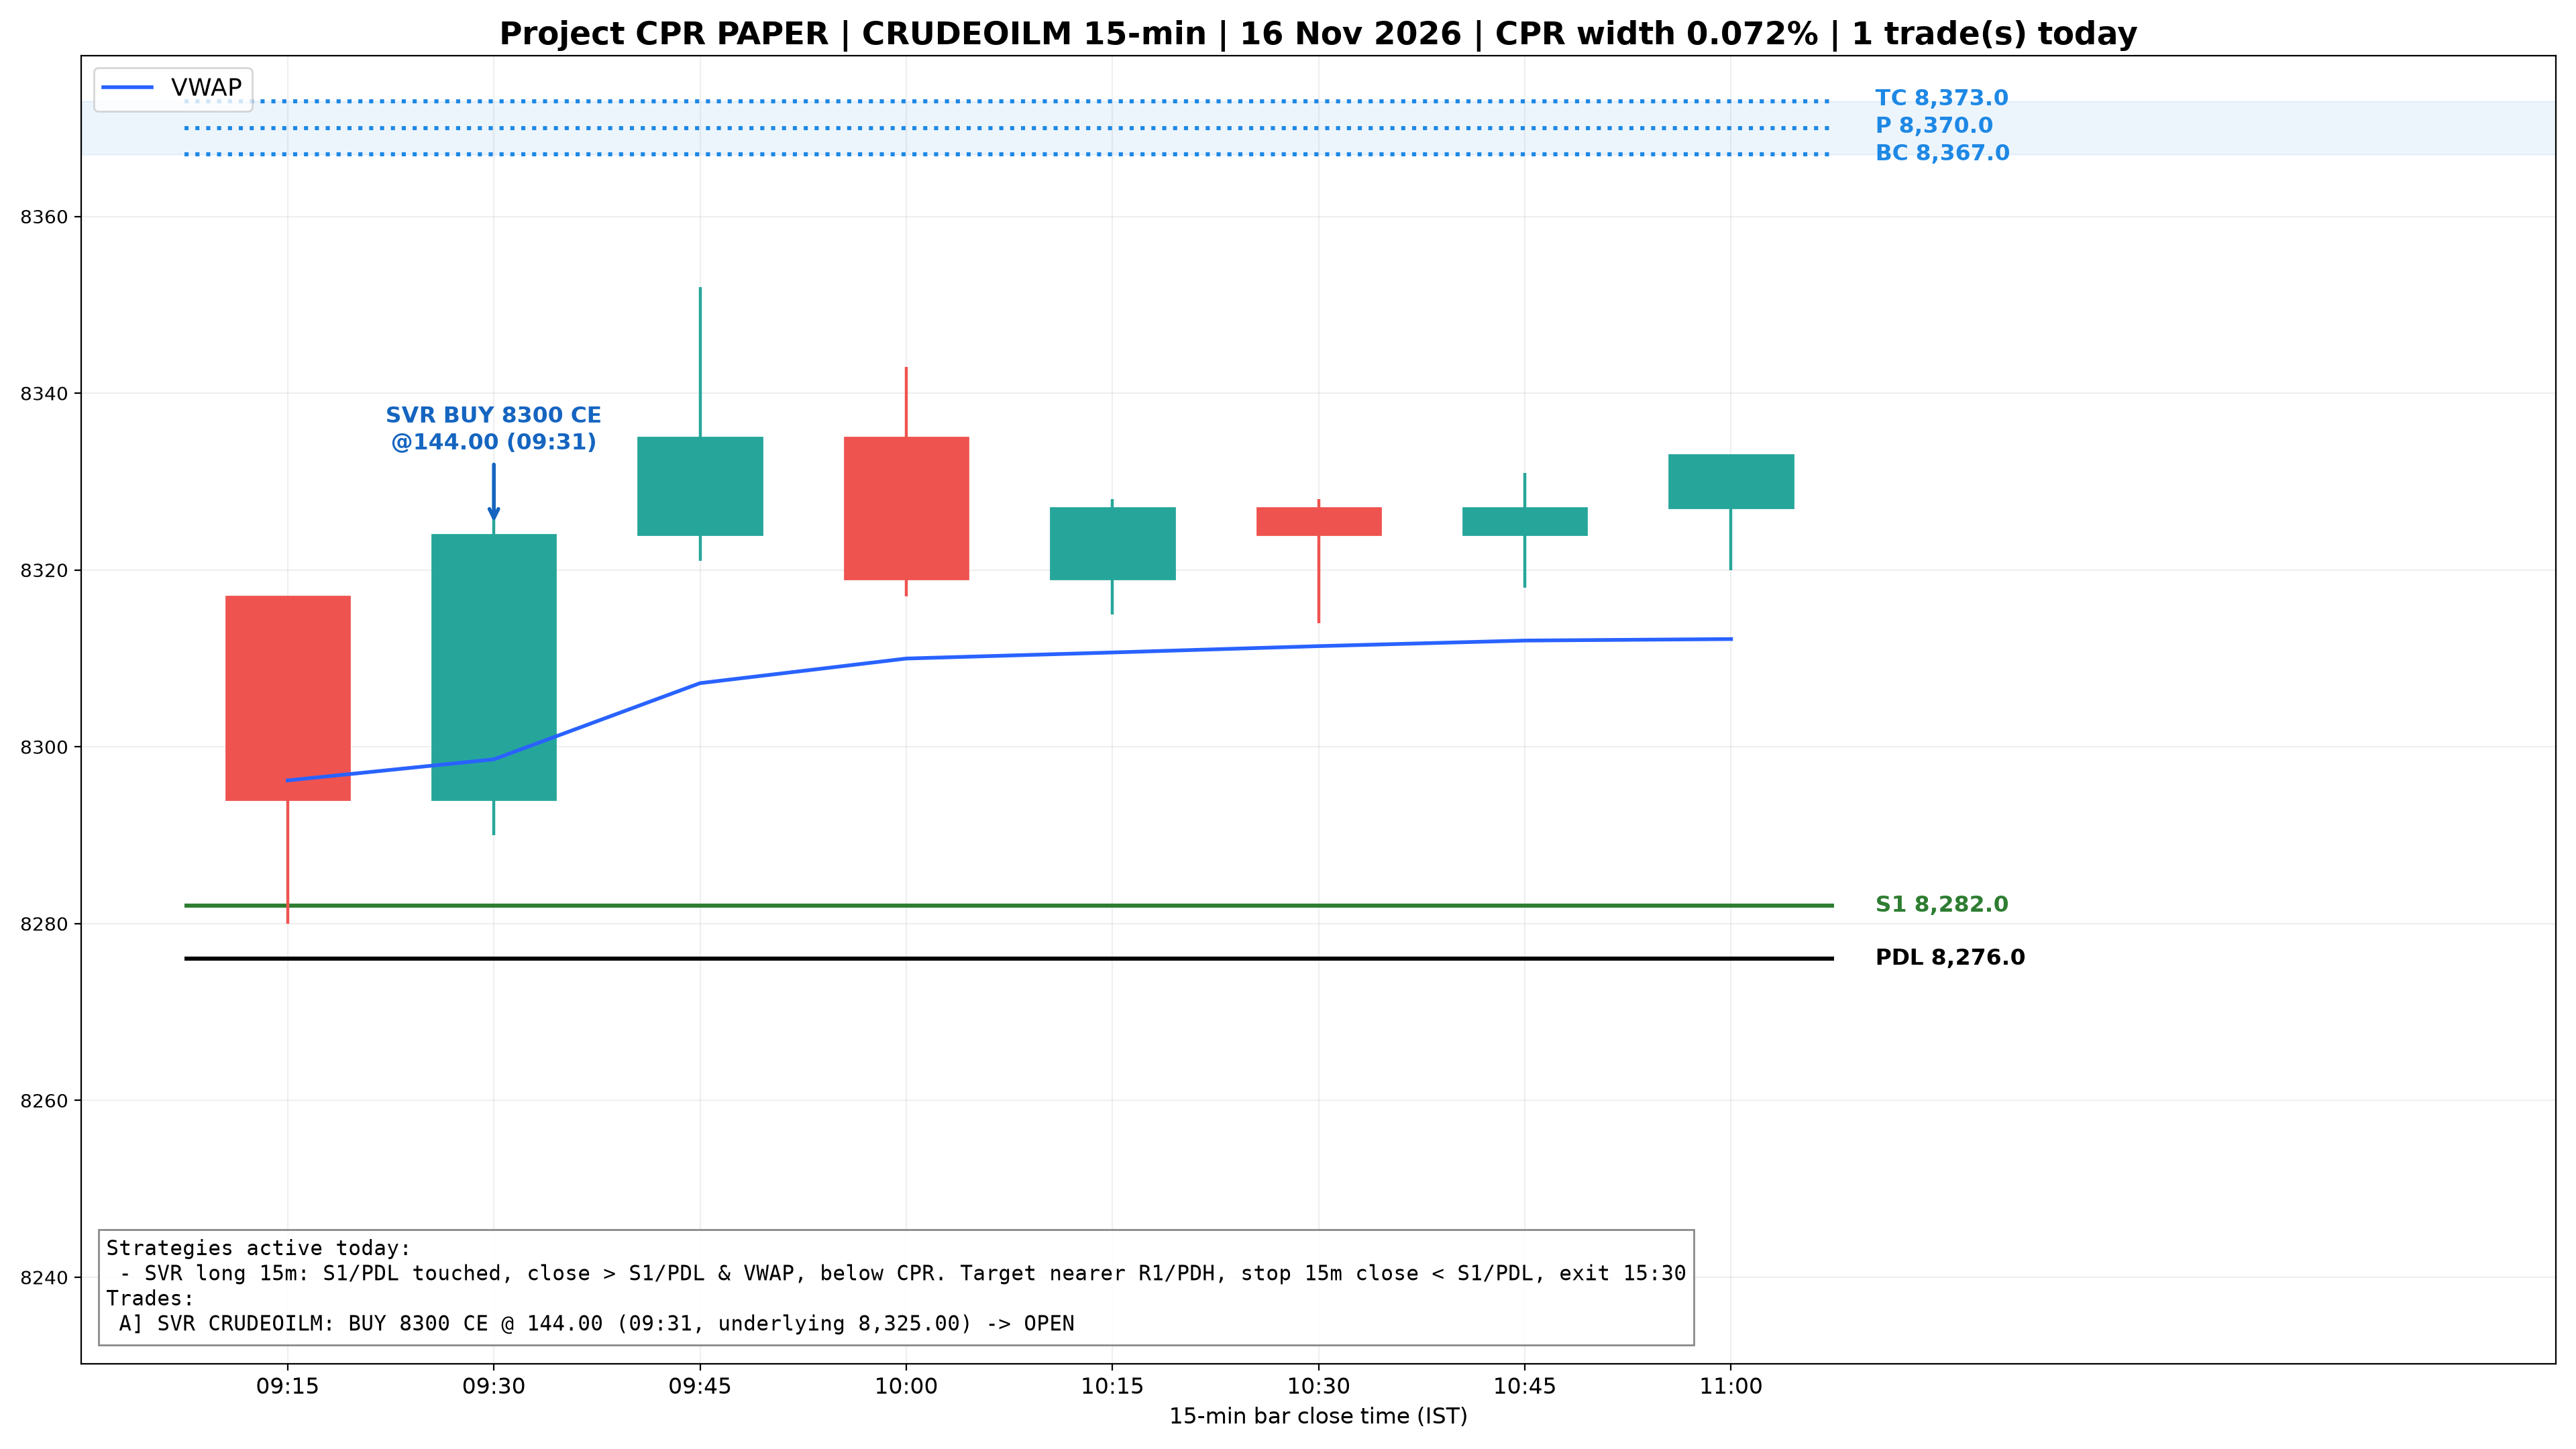 Project CPR PAPER | CRUDEOILM 15-min | 16 Nov 2026 | CPR width 0.072% | 1 trade(s) today
VWAP
TC 8,373.0
P 8,370.0
BC 8,367.0
8360
8340
SVR BUY 8300 CE
@144.00 (09:31)
8320
8300
S1 8,282.0
8280
PDL 8,276.0
8260
8240
Strategies active today:
- SVR long 15m: S1/PDL touched, close > S1/PDL & VWAP, below CPR. Target nearer R1/PDH, stop 15m close < S1/PDL, exit 15:30
Trades:
A] SVR CRUDEOILM: BUY 8300 CE @ 144.00 (09:31, underlying 8,325.00) -> OPEN
09:15 09:30 09:45 10:00 10:15 10:30 10:45 11:00
15-min bar close time (IST)